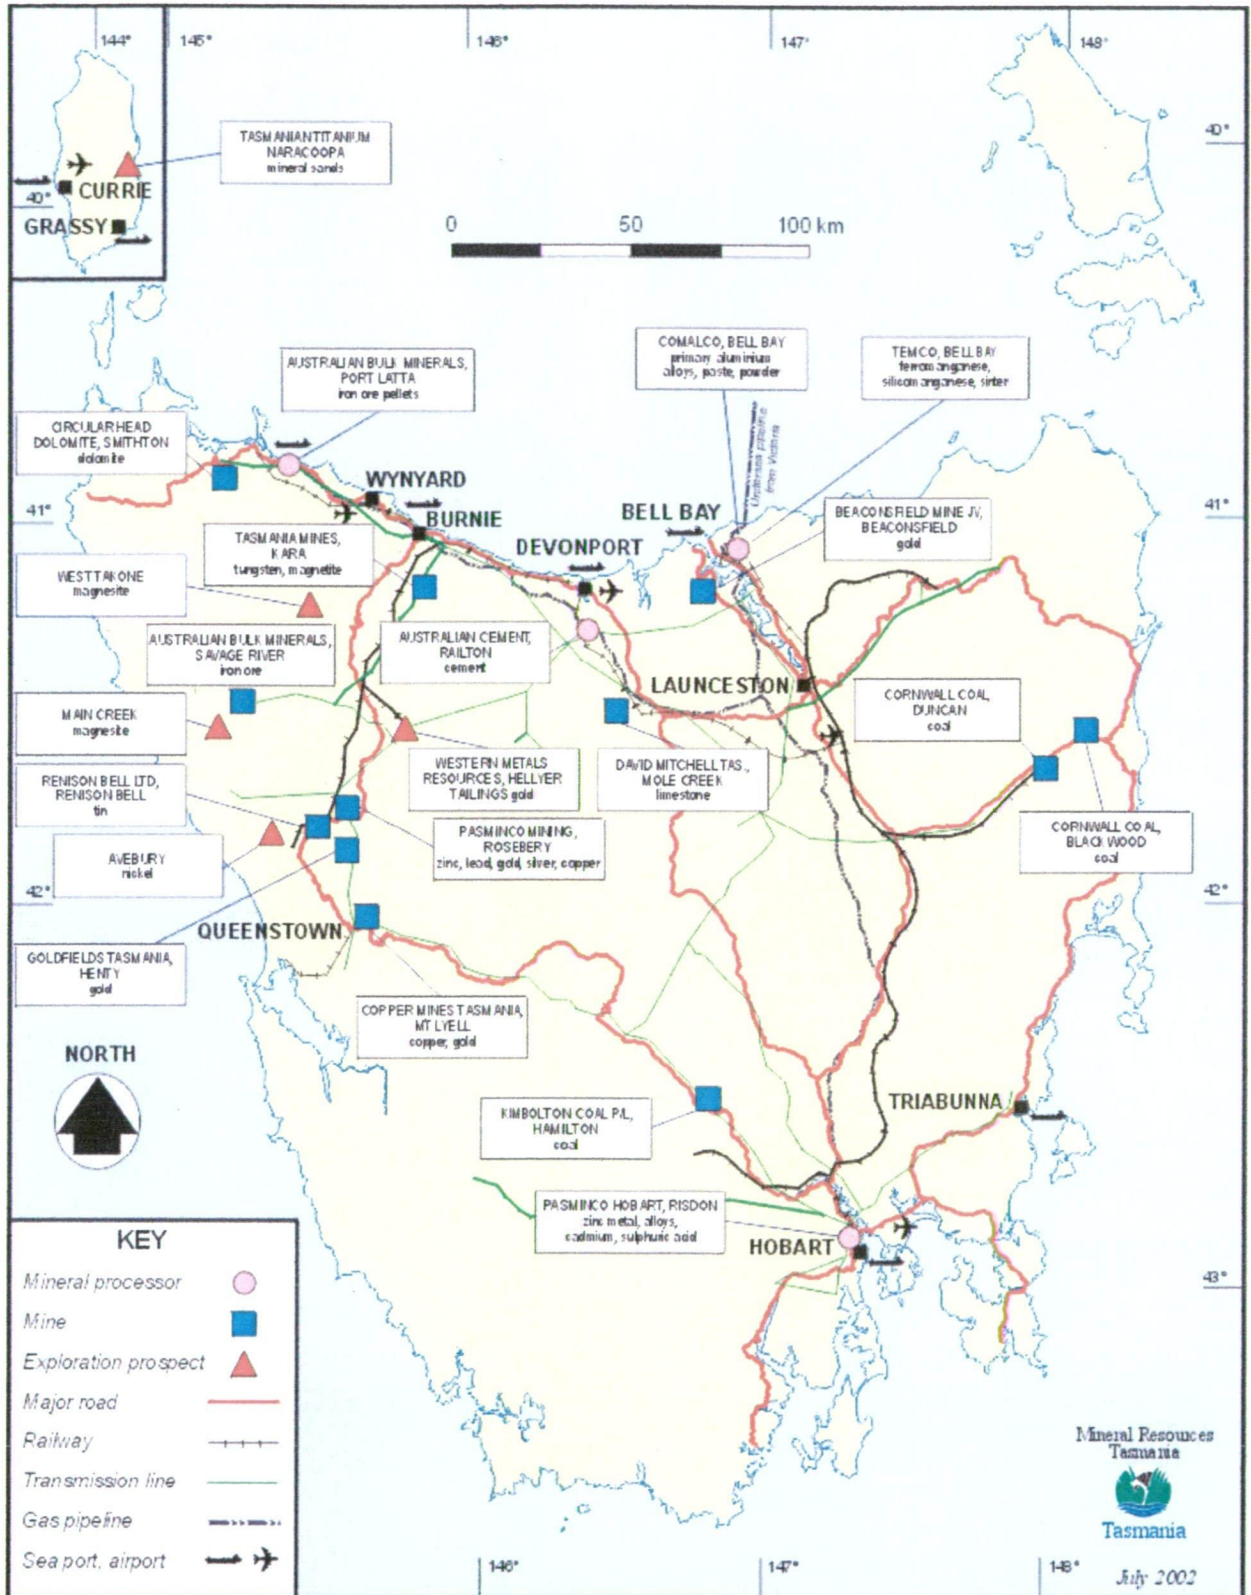 144°
145°
146°
147°
148°
40°
40°
TASMANIAN TITANIUM
NARACOOPA
mineral sands
CURRIE
GRASSY
0 50 100 km
COMALCO, BELL BAY
primary aluminium
alloys, paste, powder
TEMCO, BELL BAY
ferromanganese,
silicomanganese, sinter
AUSTRALIAN BULK MINERALS,
PORT LATTA
iron ore pellets
CIRCULAR HEAD
DOLOMITE, SMITHTON
dolomite
Undersea pipeline
from Victoria
WYNYARD
BURNIE
BELL BAY
DEVONPORT
41°
41°
BEACONSFIELD MINE JV,
BEACONSFIELD
gold
TASMANIA MINES,
KARA
tungsten, magnetite
WEST TAKONE
magnesite
AUSTRALIAN BULK MINERALS,
SAVAGE RIVER
iron ore
AUSTRALIAN CEMENT,
RAILTON
cement
LAUNCESTON
CORNWALL COAL,
DUNCAN
coal
MAIN CREEK
magnesite
WESTERN METALS
RESOURCES, HELLYER
TAILINGS gold
DAVID MITCHELL TAS.,
MOLE CREEK
limestone
RENISON BELL LTD,
RENISON BELL
tin
PASMINCO MINING,
ROSEBERY
zinc, lead, gold, silver, copper
CORNWALL COAL,
BLACKWOOD
coal
AVEBURY
nickel
42°
42°
QUEENSTOWN
GOLDFIELDS TASMANIA,
HENTY
gold
COPPER MINES TASMANIA,
MT LYELL
copper, gold
NORTH
KIMBOLTON COAL P/L,
HAMILTON
coal
TRIABUNNA
PASMINCO HOBART, RISDON
zinc metal, alloys,
cadmium, sulphuric acid
HOBART
43°
KEY
Mineral processor
Mine
Exploration prospect
Major road
Railway
Transmission line
Gas pipeline
Sea port, airport
Mineral Resources
Tasmania
Tasmania
146°
147°
148°
July 2002